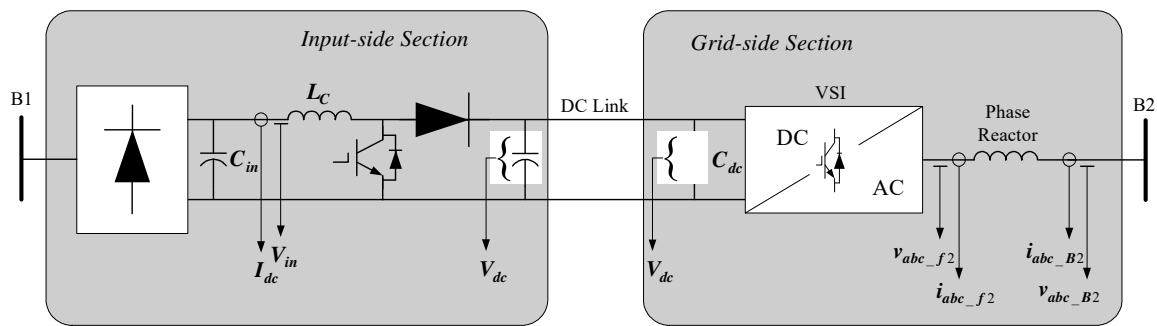 Input-side Section
Grid-side Section
B1
L_C
DC Link
VSI
Phase
Reactor
B2
C_in
C_dc
DC
AC
V_in
I_dc
V_dc
V_dc
v_abc_f2
i_abc_f2
i_abc_B2
v_abc_B2